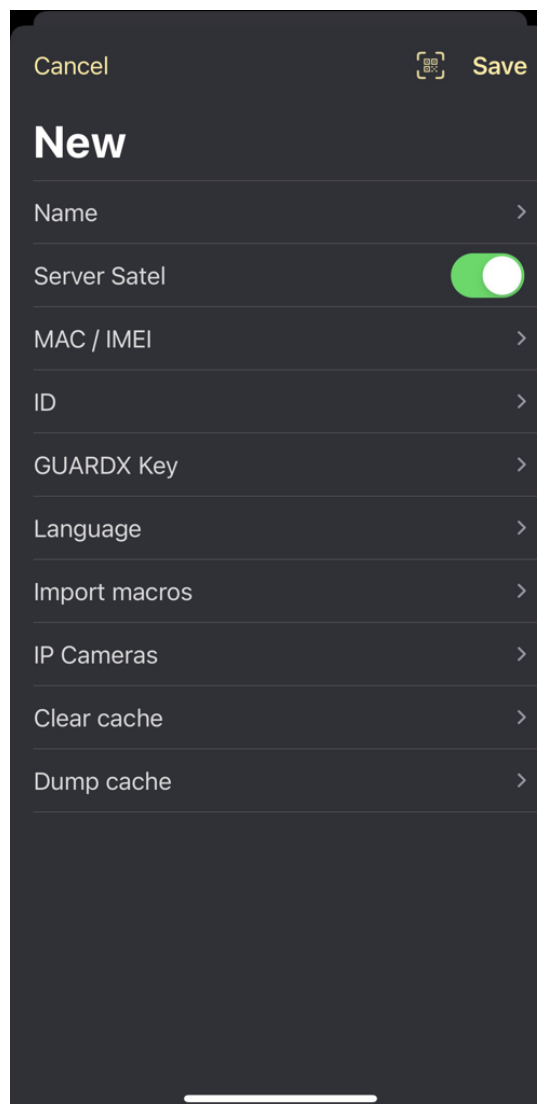 Cancel Save
New
Name
Server Satel
MAC / IMEI
ID
GUARDX Key
Language
Import macros
IP Cameras
Clear cache
Dump cache